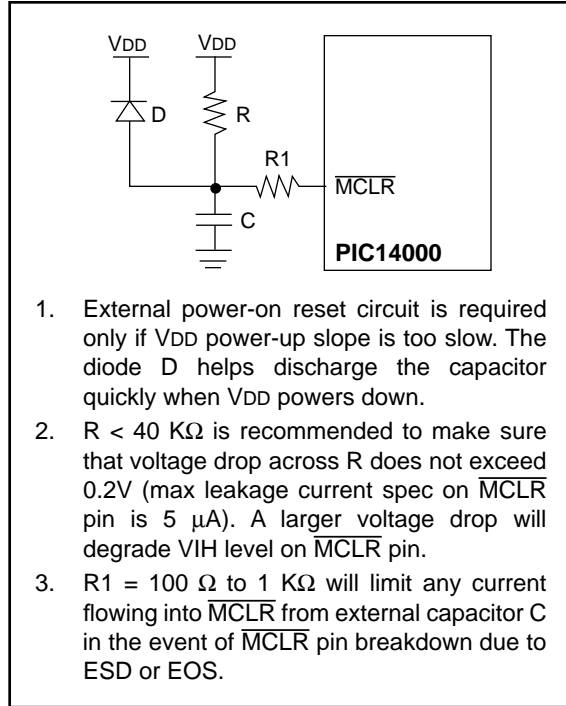 VDD VDD
D R
R1
MCLR
C
PIC14000
1. External power-on reset circuit is required
only if VDD power-up slope is too slow. The
diode D helps discharge the capacitor
quickly when VDD powers down.
2. R < 40 KΩ is recommended to make sure
that voltage drop across R does not exceed
0.2V (max leakage current spec on MCLR
pin is 5 μA). A larger voltage drop will
degrade VIH level on MCLR pin.
3. R1 = 100 Ω to 1 KΩ will limit any current
flowing into MCLR from external capacitor C
in the event of MCLR pin breakdown due to
ESD or EOS.